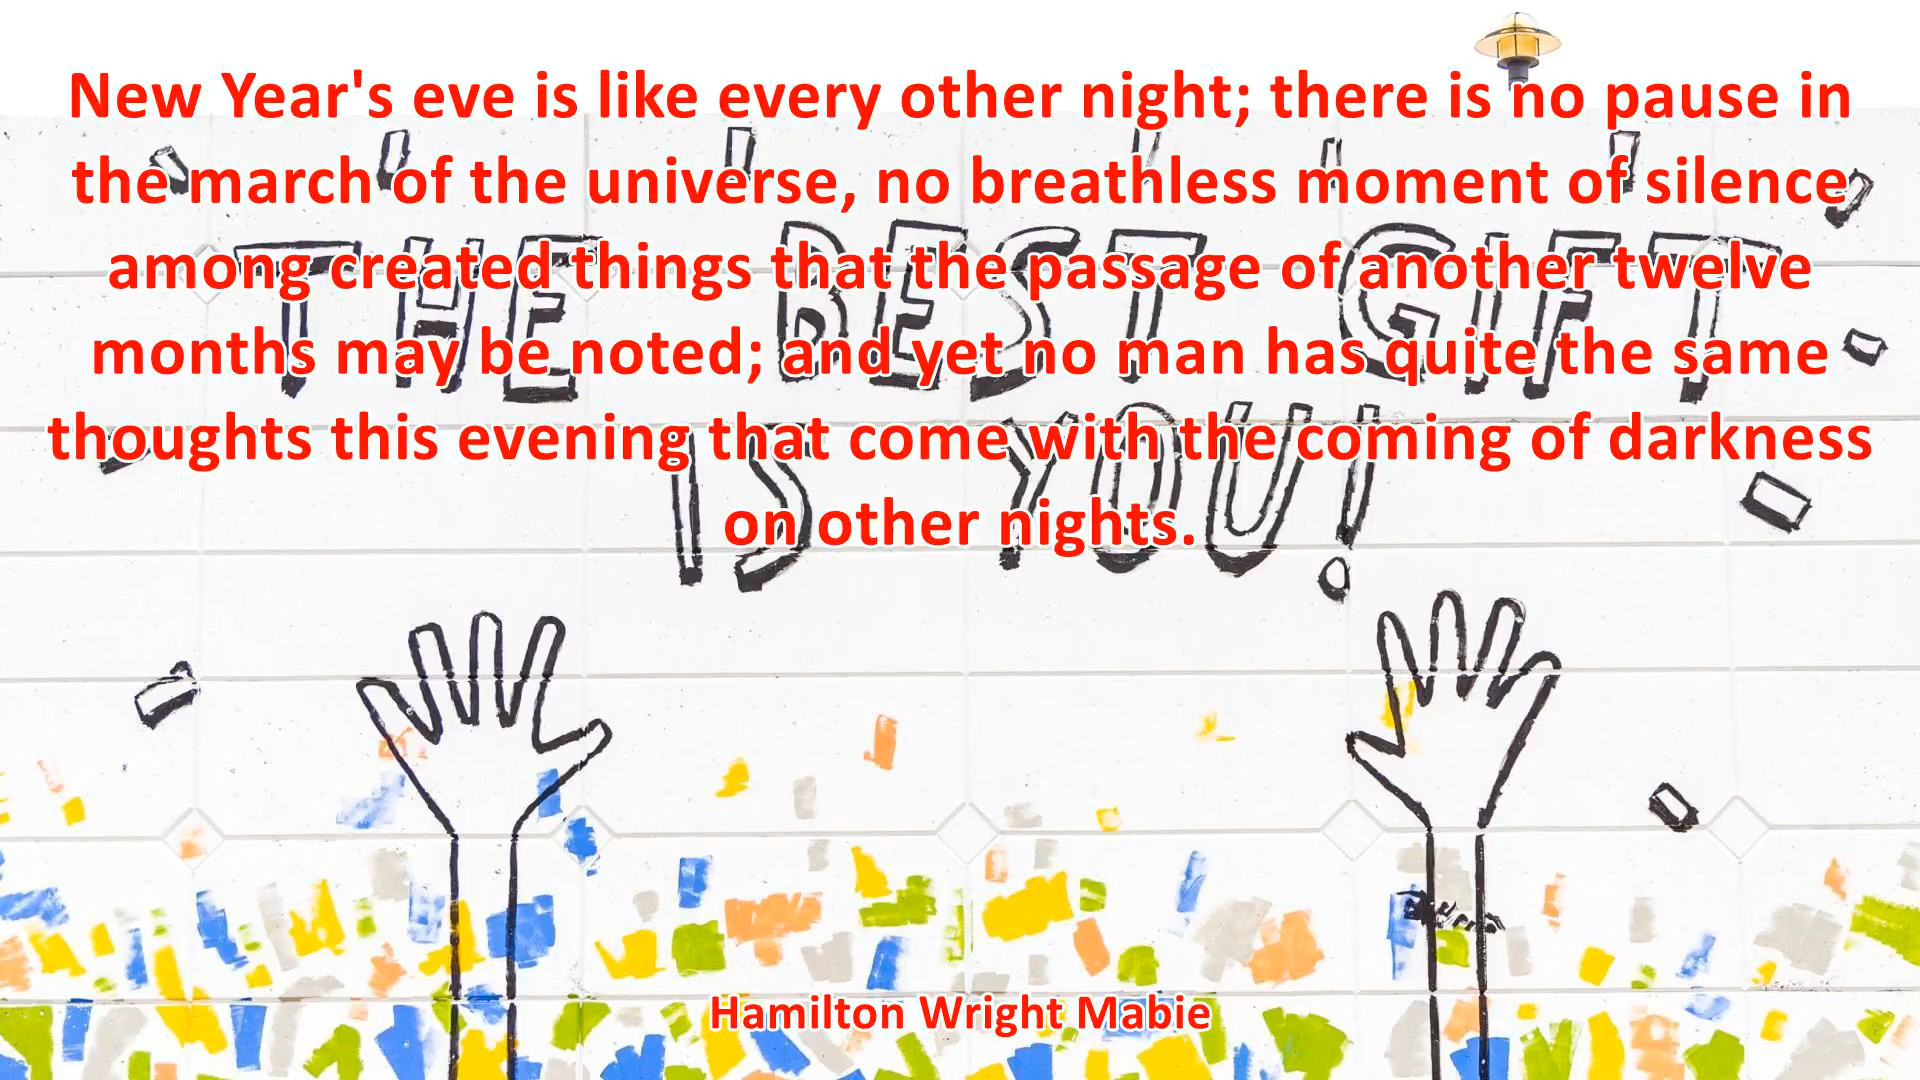 New Year's eve is like every other night; there is no pause in
the march of the universe, no breathless moment of silence
among created things that the passage of another twelve
months may be noted; and yet no man has quite the same
thoughts this evening that come with the coming of darkness
on other nights.
THE BEST GIFT
IS YOU!
Hamilton Wright Mabie